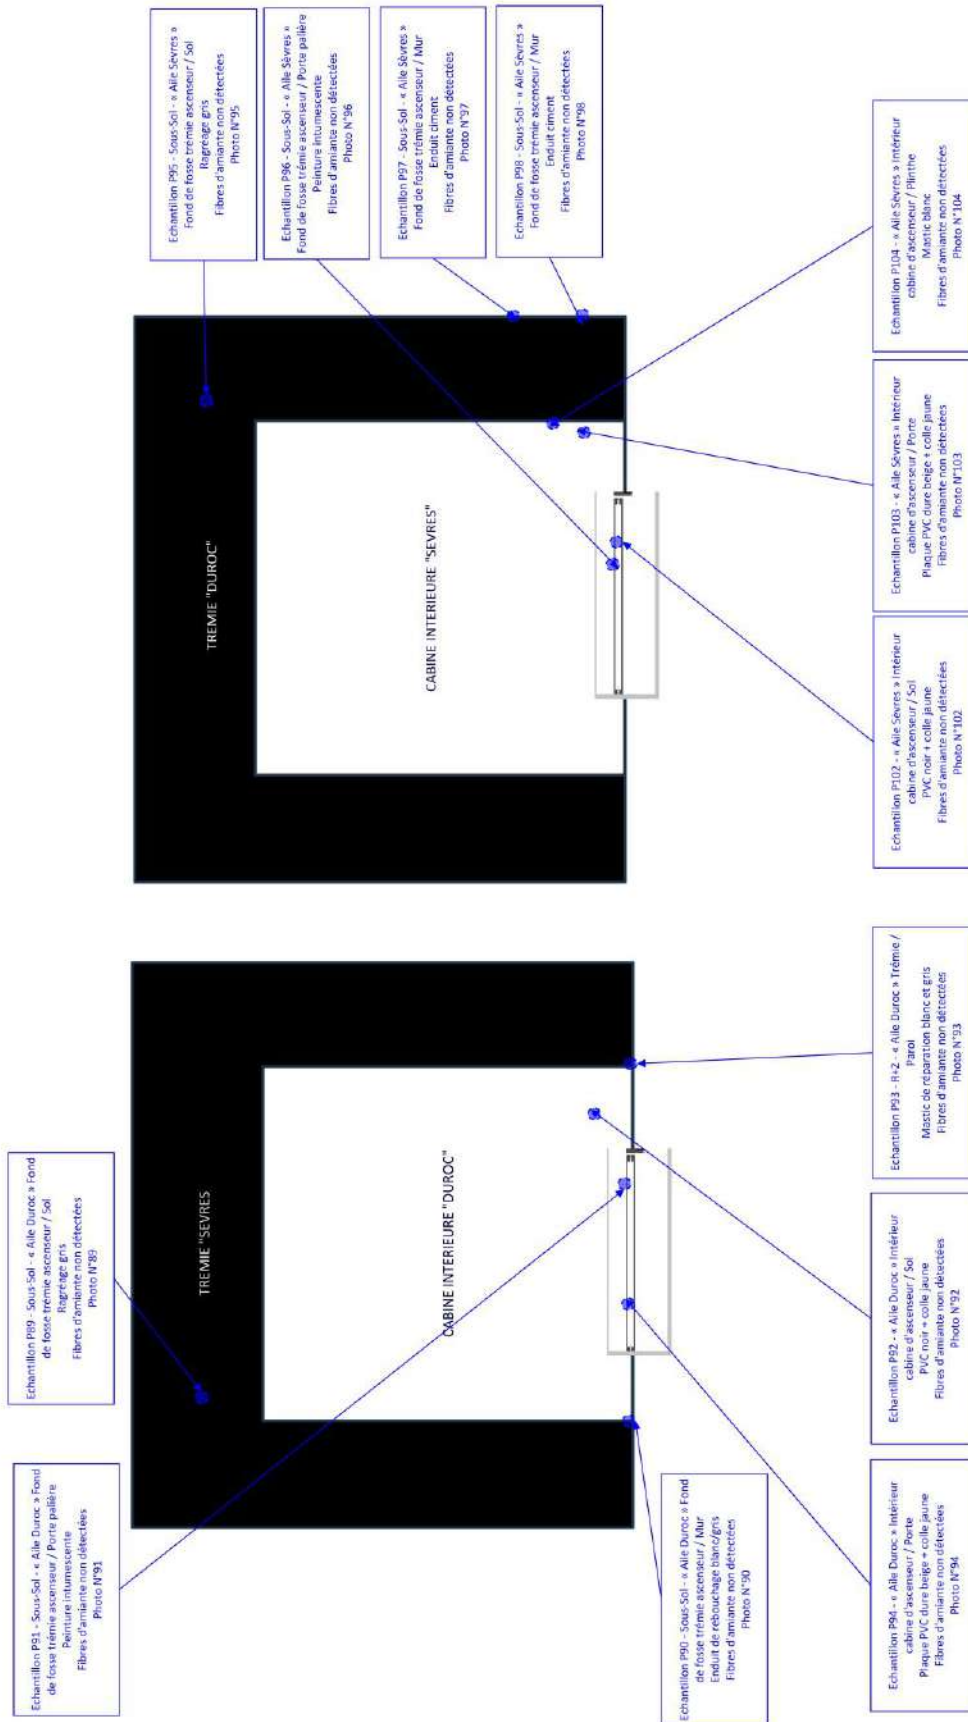 Echantillon P91 - Sous-Sol - « Aile Duroc » Fond
de fosse trémie ascenseur / Porte palière
Peinture intumescente
Fibres d'amiante non détectées
Photo N°91
Echantillon P89 - Sous-Sol - « Aile Duroc » Fond
de fosse trémie ascenseur / Sol
Ragréage gris
Fibres d'amiante non détectées
Photo N°89
Echantillon P95 - Sous-Sol - « Aile Sèvres »
Fond de fosse trémie ascenseur / Sol
Ragréage gris
Fibres d'amiante non détectées
Photo N°95
Echantillon P96 - Sous-Sol - « Aile Sèvres »
Fond de fosse trémie ascenseur / Porte palière
Peinture intumescente
Fibres d'amiante non détectées
Photo N°96
Echantillon P97 - Sous-Sol - « Aile Sèvres »
Fond de fosse trémie ascenseur / Mur
Enduit ciment
Fibres d'amiante non détectées
Photo N°97
Echantillon P98 - Sous-Sol - « Aile Sèvres »
Fond de fosse trémie ascenseur / Mur
Enduit ciment
Fibres d'amiante non détectées
Photo N°98
TREMIE "SEVRES
TREMIE "DUROC"
CABINE INTERIEURE "DUROC"
CABINE INTERIEURE "SEVRES"
Echantillon P90 - Sous-Sol - « Aile Duroc » Fond
de fosse trémie ascenseur / Mur
Enduit de rebouchage blanc/gris
Fibres d'amiante non détectées
Photo N°90
Echantillon P94 - « Aile Duroc » Intérieur
cabine d'ascenseur / Porte
Plaque PVC dure beige + colle jaune
Fibres d'amiante non détectées
Photo N°94
Echantillon P92 - « Aile Duroc » Intérieur
cabine d'ascenseur / Sol
PVC noir + colle jaune
Fibres d'amiante non détectées
Photo N°92
Echantillon P93 - R+2 - « Aile Duroc » Trémie /
Paroi
Mastic de réparation blanc et gris
Fibres d'amiante non détectées
Photo N°93
Echantillon P102 - « Aile Sèvres » Intérieur
cabine d'ascenseur / Sol
PVC noir + colle jaune
Fibres d'amiante non détectées
Photo N°102
Echantillon P103 - « Aile Sèvres » Intérieur
cabine d'ascenseur / Porte
Plaque PVC dure beige + colle jaune
Fibres d'amiante non détectées
Photo N°103
Echantillon P104 - « Aile Sèvres » Intérieur
cabine d'ascenseur / Plinthe
Mastic blanc
Fibres d'amiante non détectées
Photo N°104